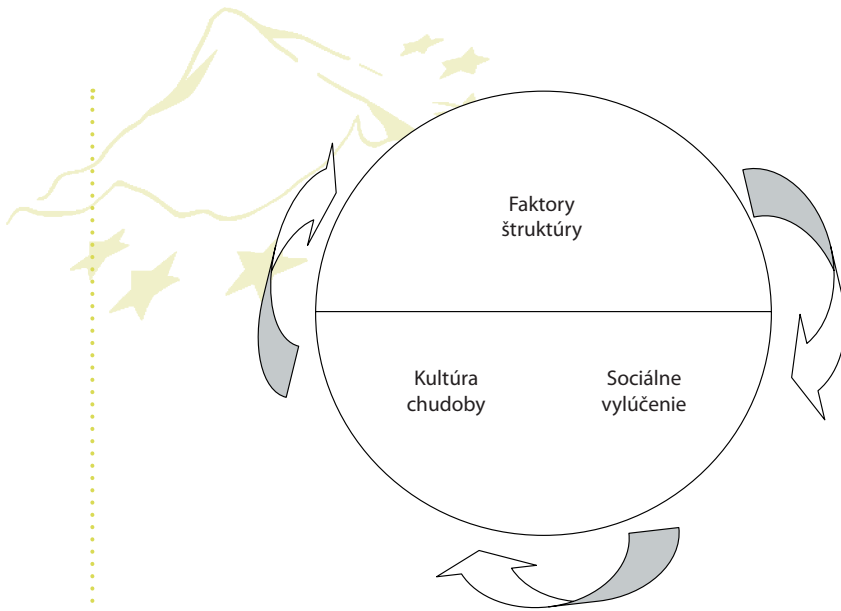 Faktory
štruktúry
Kultúra
chudoby
Sociálne
vylúčenie